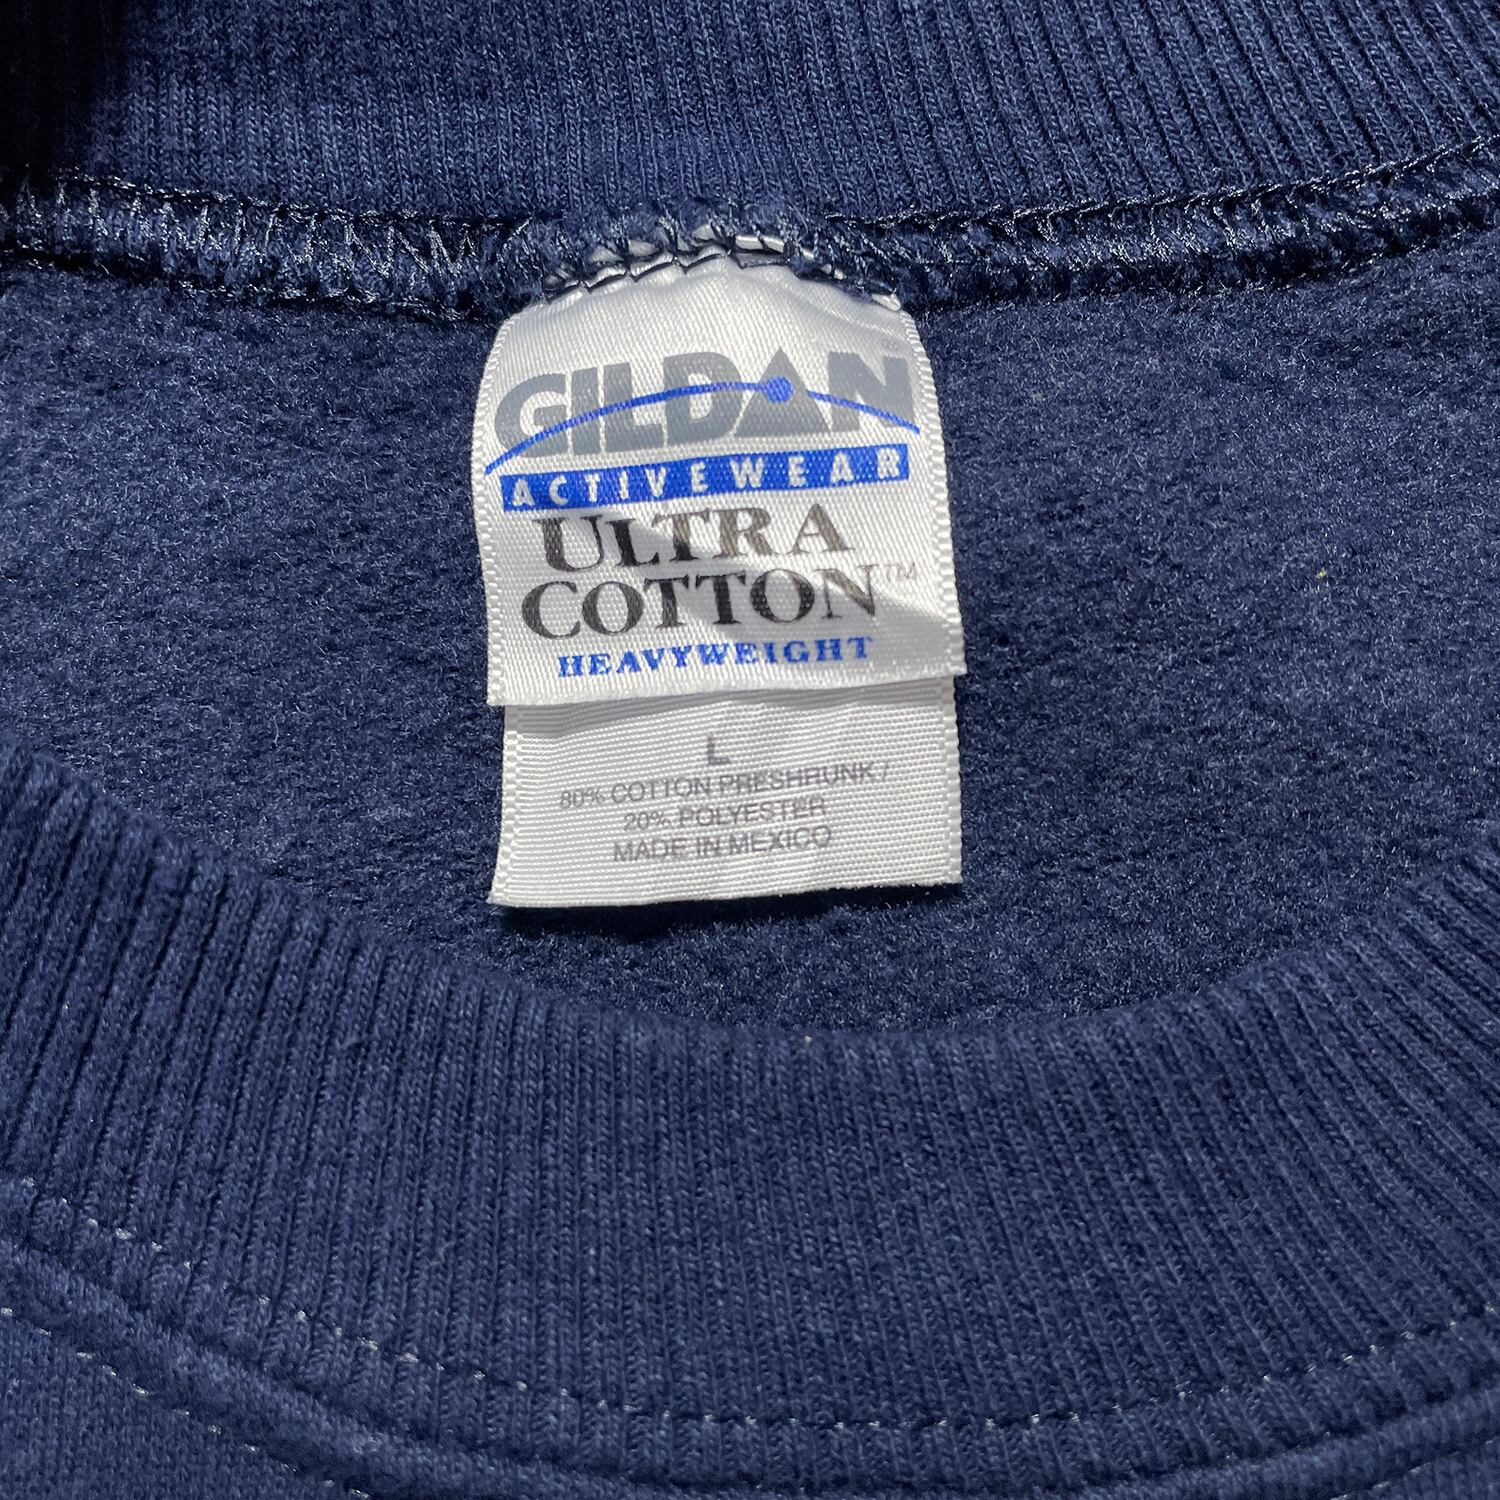 GILDAN
ACTIVEWEAR
ULTRA
COTTON™
HEAVYWEIGHT
L
80% COTTON PRESHRUNK /
20% POLYESTER
MADE IN MEXICO